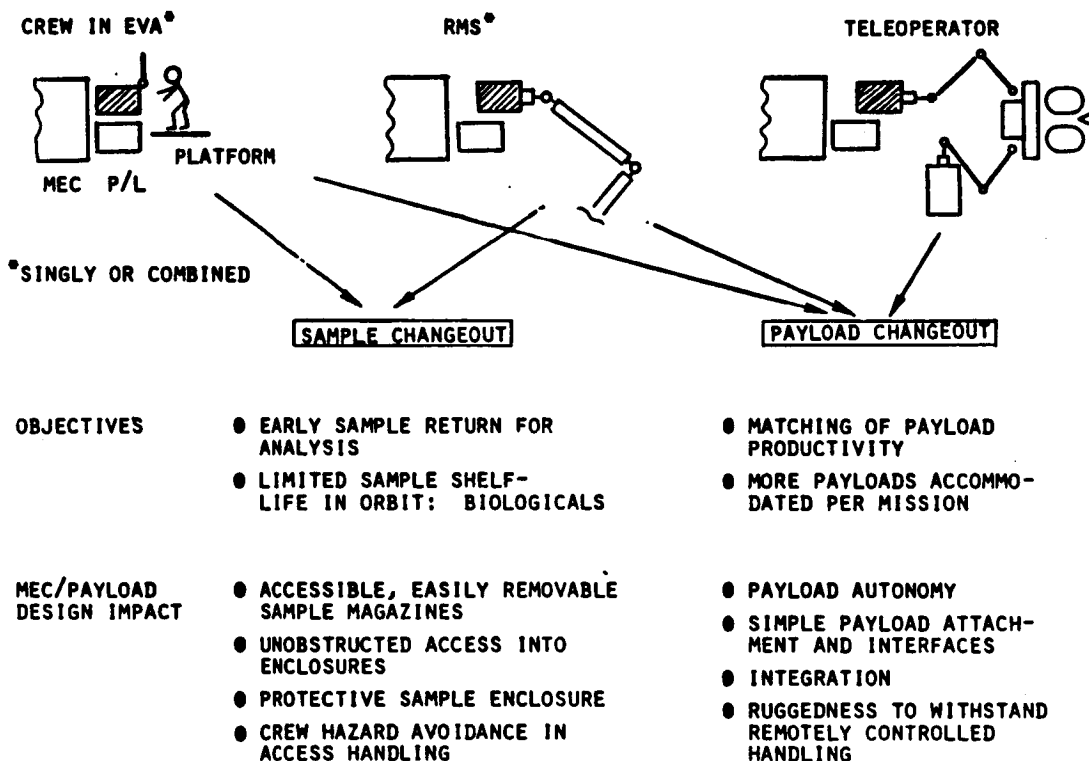 CREW IN EVA*
RMS*
TELEOPERATOR
PLATFORM
MEC P/L
*SINGLY OR COMBINED
SAMPLE CHANGEOUT
PAYLOAD CHANGEOUT
OBJECTIVES
● EARLY SAMPLE RETURN FOR
ANALYSIS
● LIMITED SAMPLE SHELF-
LIFE IN ORBIT: BIOLOGICALS
● MATCHING OF PAYLOAD
PRODUCTIVITY
● MORE PAYLOADS ACCOMMO-
DATED PER MISSION
MEC/PAYLOAD
DESIGN IMPACT
● ACCESSIBLE, EASILY REMOVABLE
SAMPLE MAGAZINES
● UNOBSTRUCTED ACCESS INTO
ENCLOSURES
● PROTECTIVE SAMPLE ENCLOSURE
● CREW HAZARD AVOIDANCE IN
ACCESS HANDLING
● PAYLOAD AUTONOMY
● SIMPLE PAYLOAD ATTACH-
MENT AND INTERFACES
● INTEGRATION
● RUGGEDNESS TO WITHSTAND
REMOTELY CONTROLLED
HANDLING